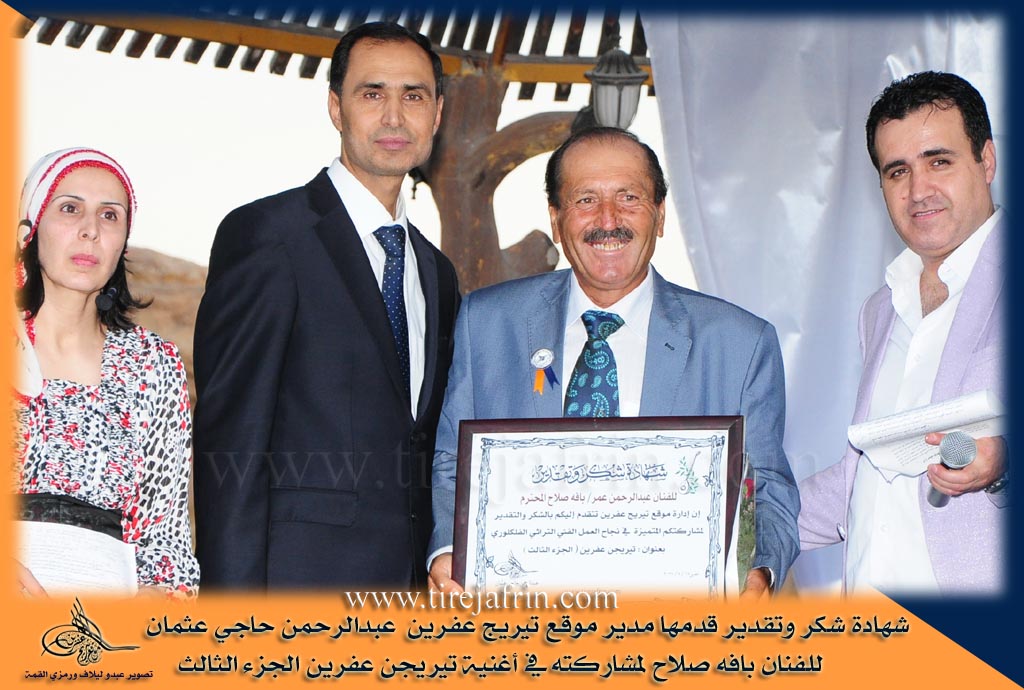 www.tirejafrin.com
شهادة شكر وتقدير
للفنان عبدالرحمن عمر/ بافه صلاح المحترم
إن إدارة موقع تيريج عفرين تتقدم إليكم بالشكر والتقدير
لمشاركتكم المتميزة في نجاح العمل الفني التراثي الفلكلوري
بعنوان : تيريجن عفرين ( الجزء الثالث )
www.tirejafrin.com
شهادة شكر وتقدير قدمها مدير موقع تيريج عفرين عبدالرحمن حاجي عثمان
للفنان بافه صلاح لمشاركته في أغنية تيريجن عفرين الجزء الثالث
تصوير عبدو ليلاف ورمزي القمة